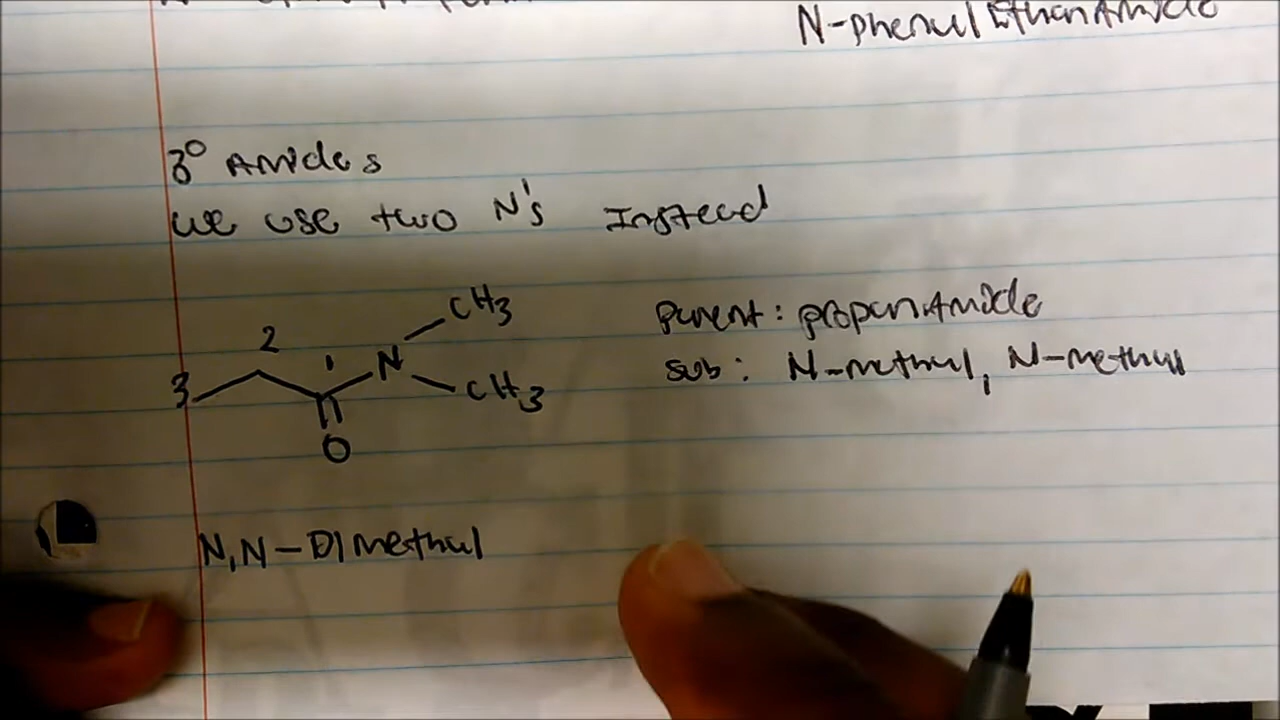 N-phenylEthanAmide
3° Amides
we use two N's Instead
CH3
2
1
N
3
CH3
O
parent: propanAmide
sub: N-methyl, N-methyl
N,N-Dimethyl